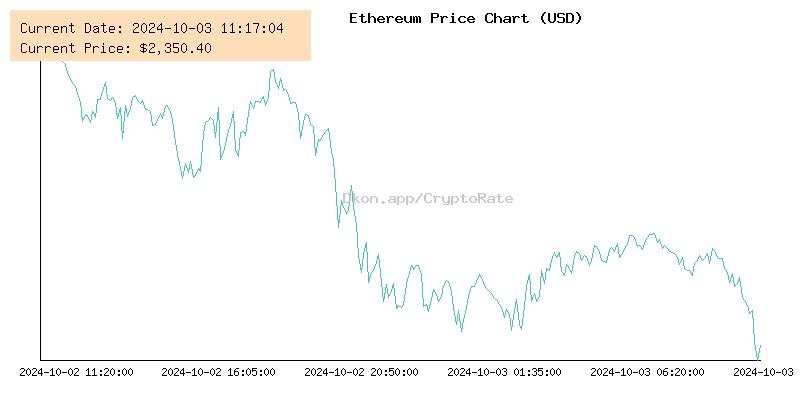 Ethereum Price Chart (USD)
Current Date: 2024-10-03 11:17:04
Current Price: $2,350.40
Dkon.app/CryptoRate
2024-10-02 11:20:00 2024-10-02 16:05:00 2024-10-02 20:50:00 2024-10-03 01:35:00 2024-10-03 06:20:00 2024-10-03